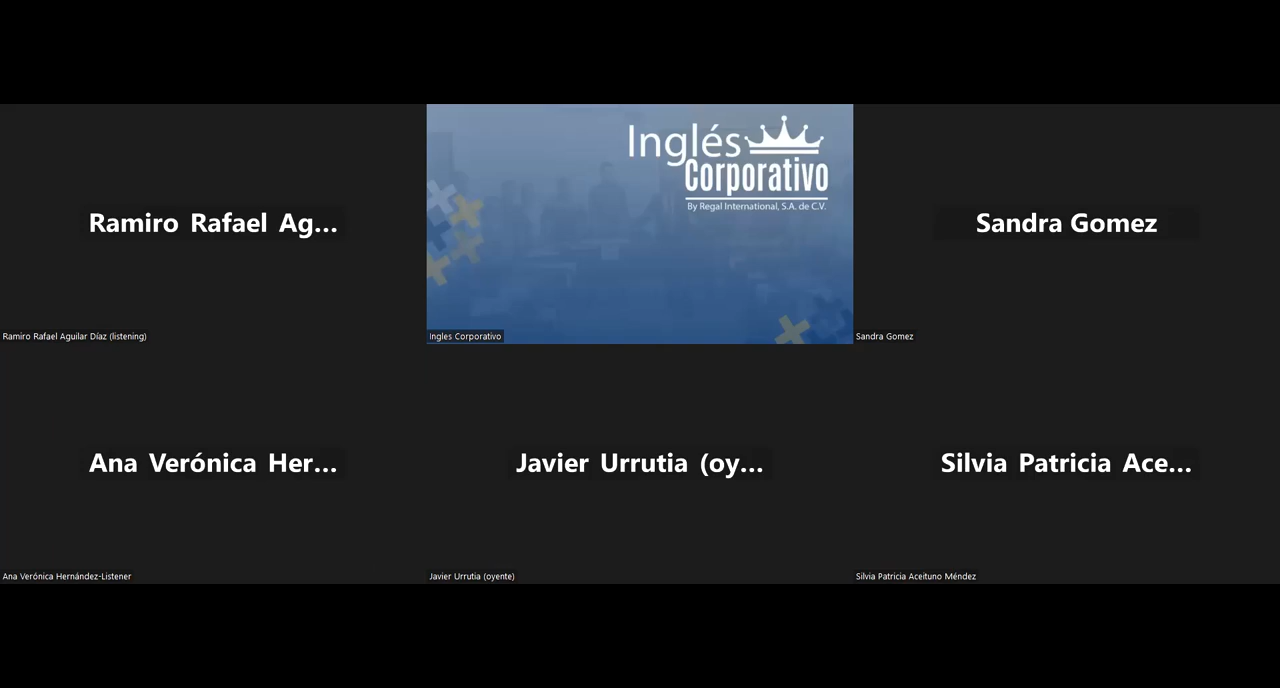 Ramiro Rafael Ag...
Ramiro Rafael Aguilar Díaz (listening)
Inglés
Corporativo
By Regal International, S.A. de C.V.
Ingles Corporativo
Sandra Gomez
Sandra Gomez
Ana Verónica Her...
Ana Verónica Hernández-Listener
Javier Urrutia (oy...
Javier Urrutia (oyente)
Silvia Patricia Ace...
Silvia Patricia Aceituno Méndez